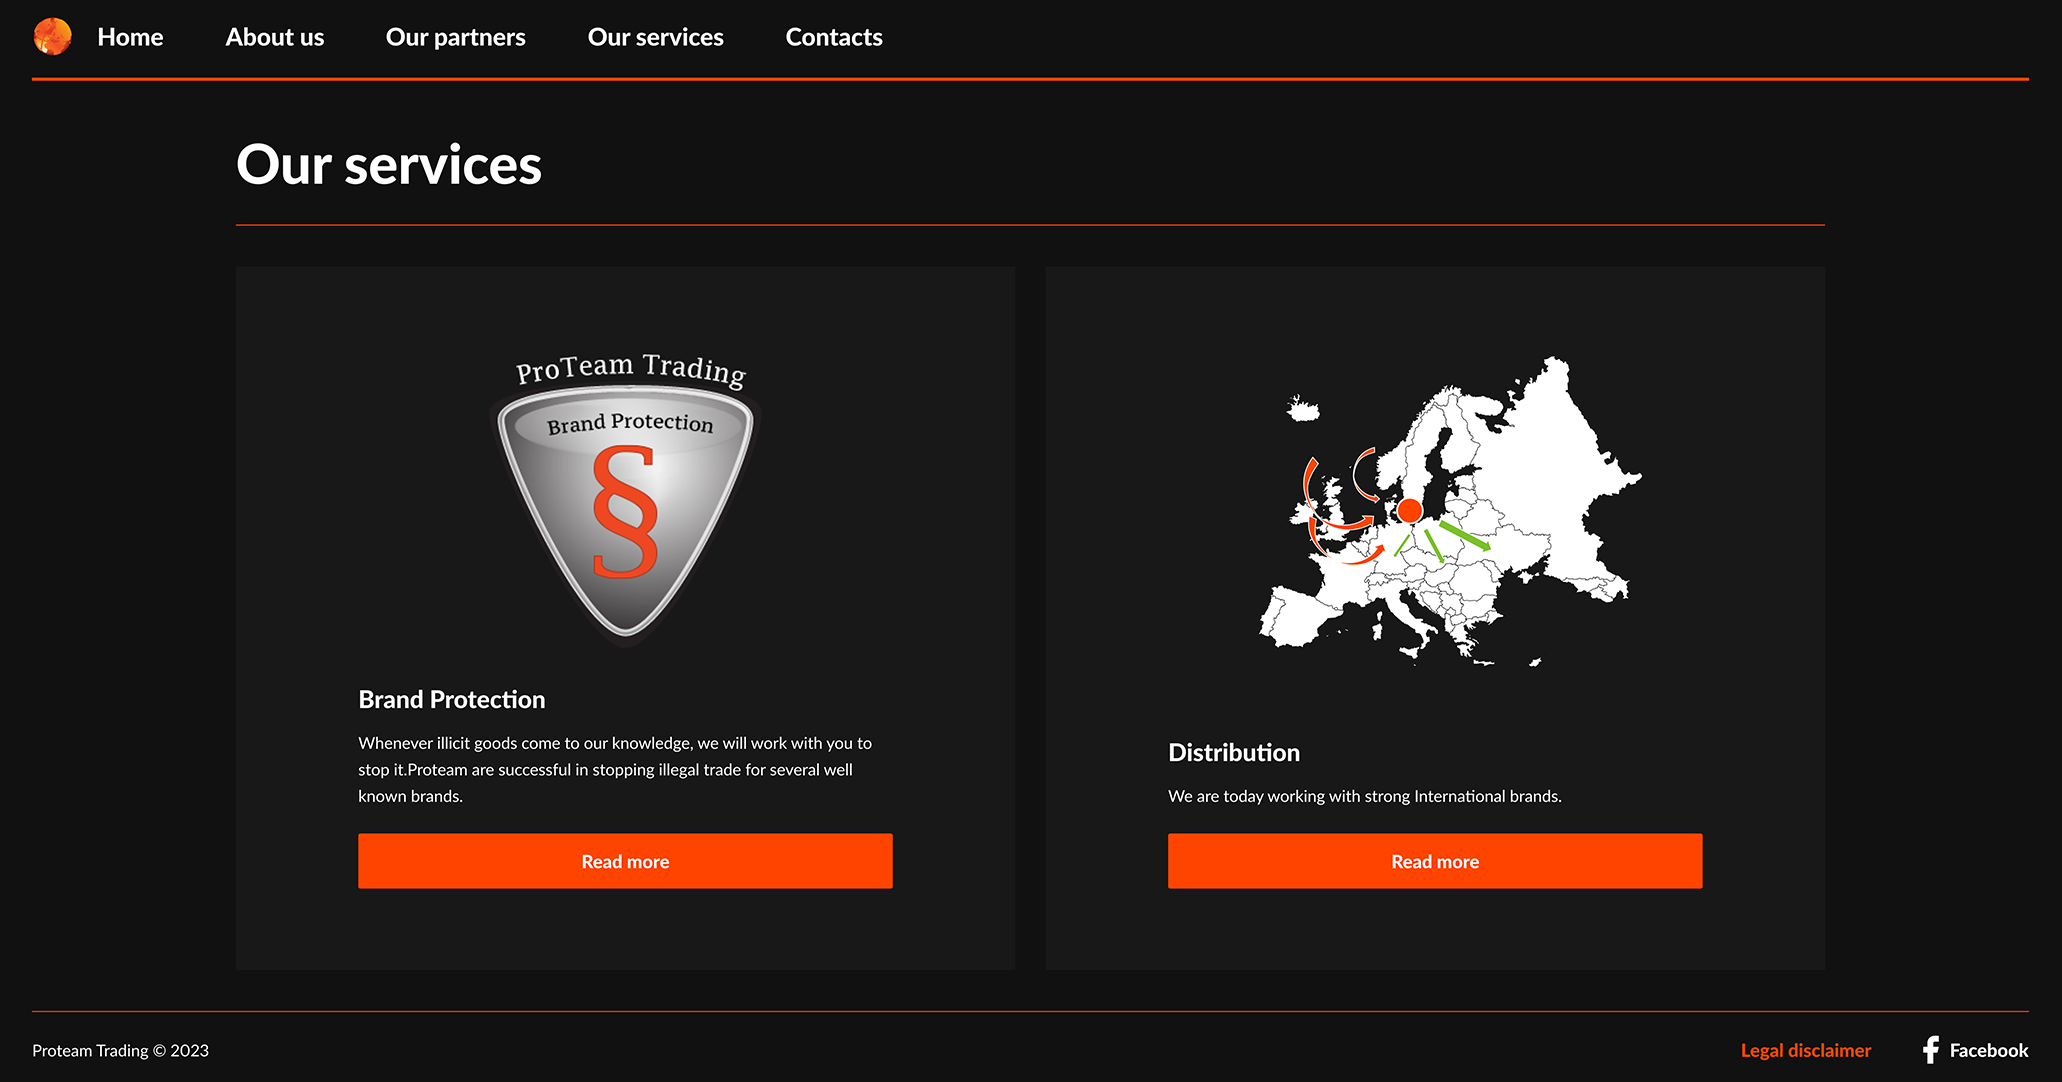 Home About us Our partners Our services Contacts
Our services
ProTeam Trading
Brand Protection
§
Brand Protection
Whenever illicit goods come to our knowledge, we will work with you to
stop it.Proteam are successful in stopping illegal trade for several well
known brands.
Read more
Distribution
We are today working with strong International brands.
Read more
Proteam Trading © 2023
Legal disclaimer
Facebook